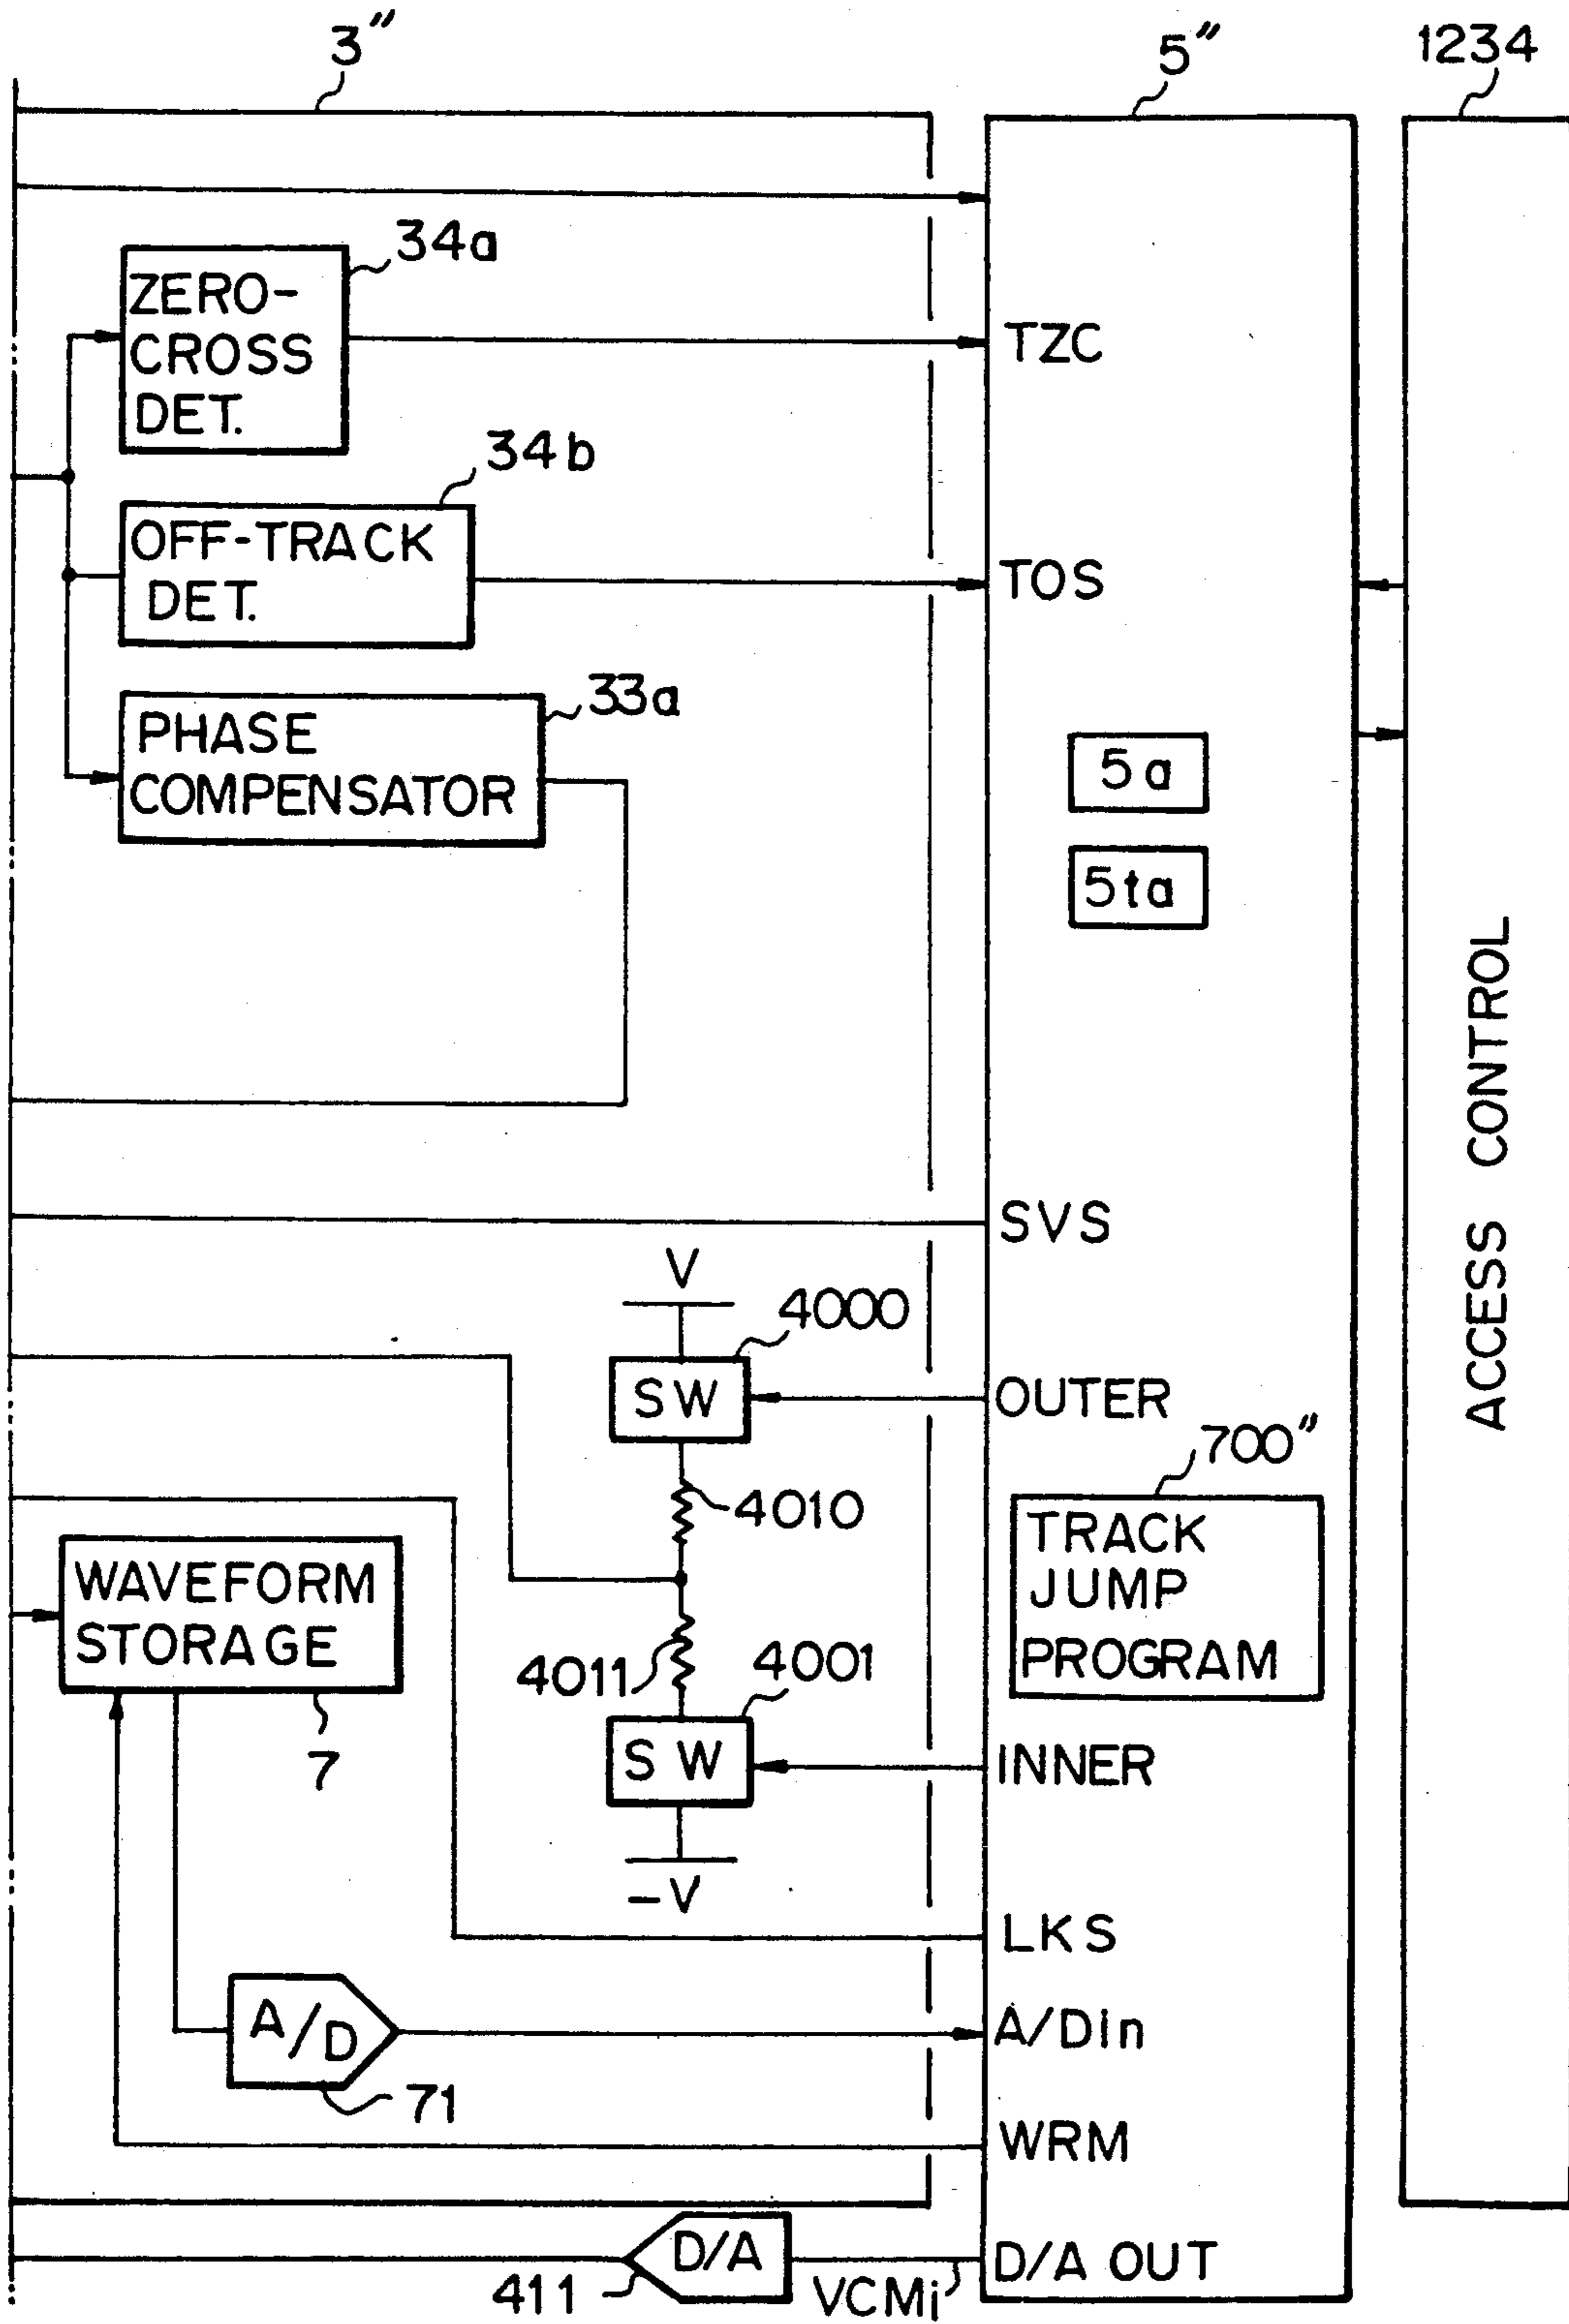 3"
5"
1234
34a
ZERO-
CROSS
DET.
TZC
34b
OFF-TRACK
DET.
TOS
33a
PHASE
COMPENSATOR
5a
5ta
ACCESS CONTROL
SVS
V
4000
SW
OUTER
700"
4010
TRACK
JUMP
PROGRAM
WAVEFORM
STORAGE
7
4011
4001
SW
INNER
-V
LKS
A/D
A/Din
71
WRM
D/A
D/A OUT
411
VCMi